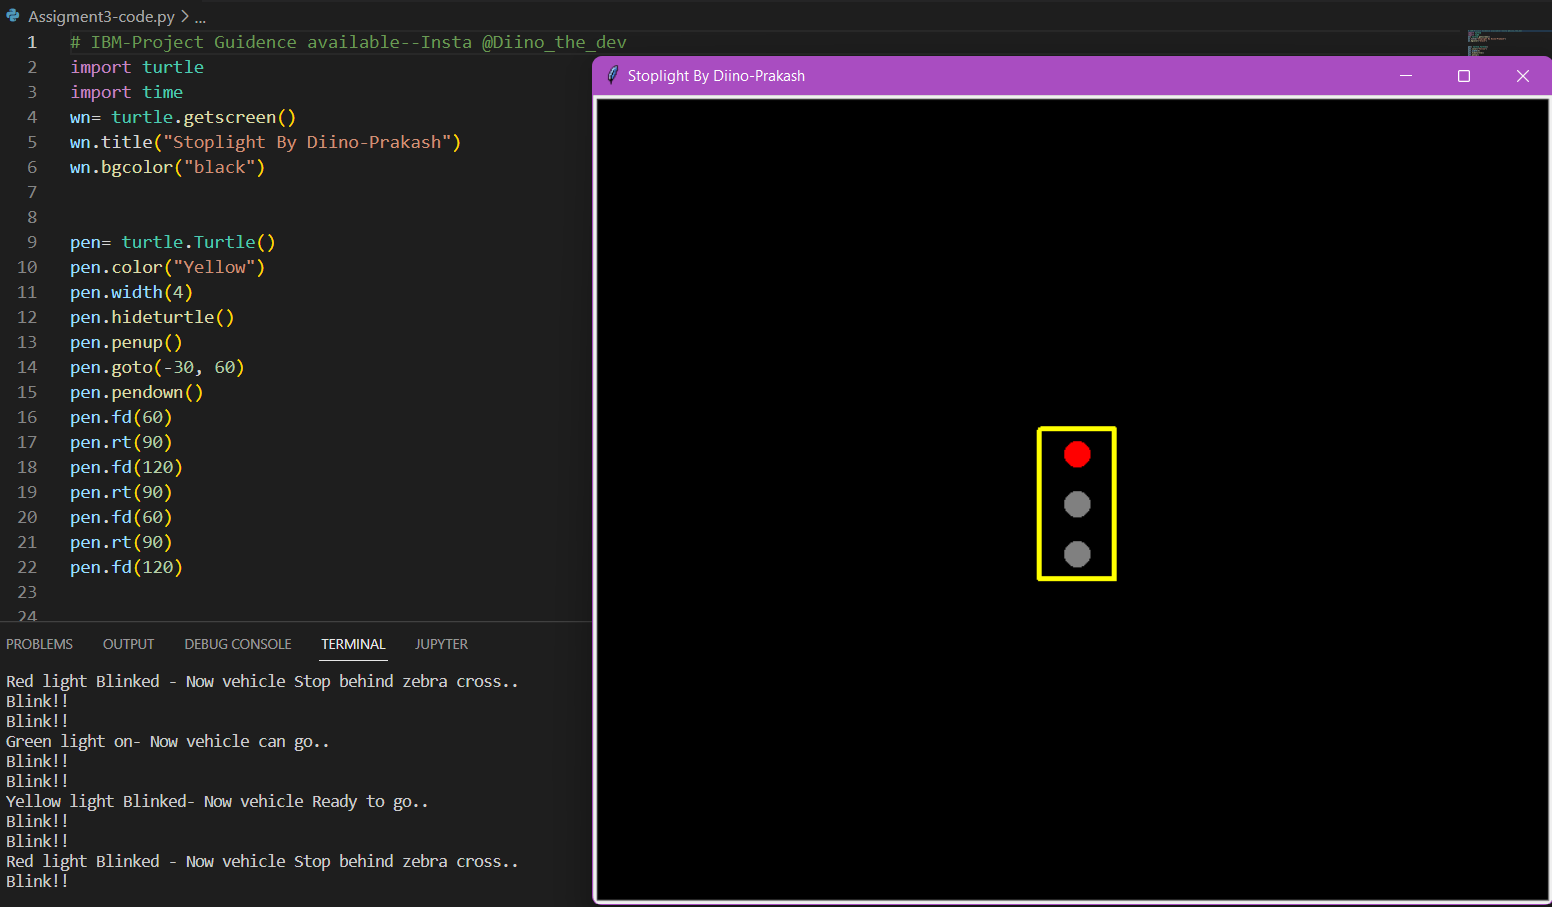 Assigment3-code.py > ...
1 # IBM-Project Guidence available--Insta @Diino_the_dev
2 import turtle
3 import time
4 wn= turtle.getscreen()
5 wn.title("Stoplight By Diino-Prakash")
6 wn.bgcolor("black")
7
8
9 pen= turtle.Turtle()
10 pen.color("Yellow")
11 pen.width(4)
12 pen.hideturtle()
13 pen.penup()
14 pen.goto(-30, 60)
15 pen.pendown()
16 pen.fd(60)
17 pen.rt(90)
18 pen.fd(120)
19 pen.rt(90)
20 pen.fd(60)
21 pen.rt(90)
22 pen.fd(120)
23
24
PROBLEMS OUTPUT DEBUG CONSOLE TERMINAL JUPYTER
Red light Blinked - Now vehicle Stop behind zebra cross..
Blink!!
Blink!!
Green light on- Now vehicle can go..
Blink!!
Blink!!
Yellow light Blinked- Now vehicle Ready to go..
Blink!!
Blink!!
Red light Blinked - Now vehicle Stop behind zebra cross..
Blink!!
Stoplight By Diino-Prakash